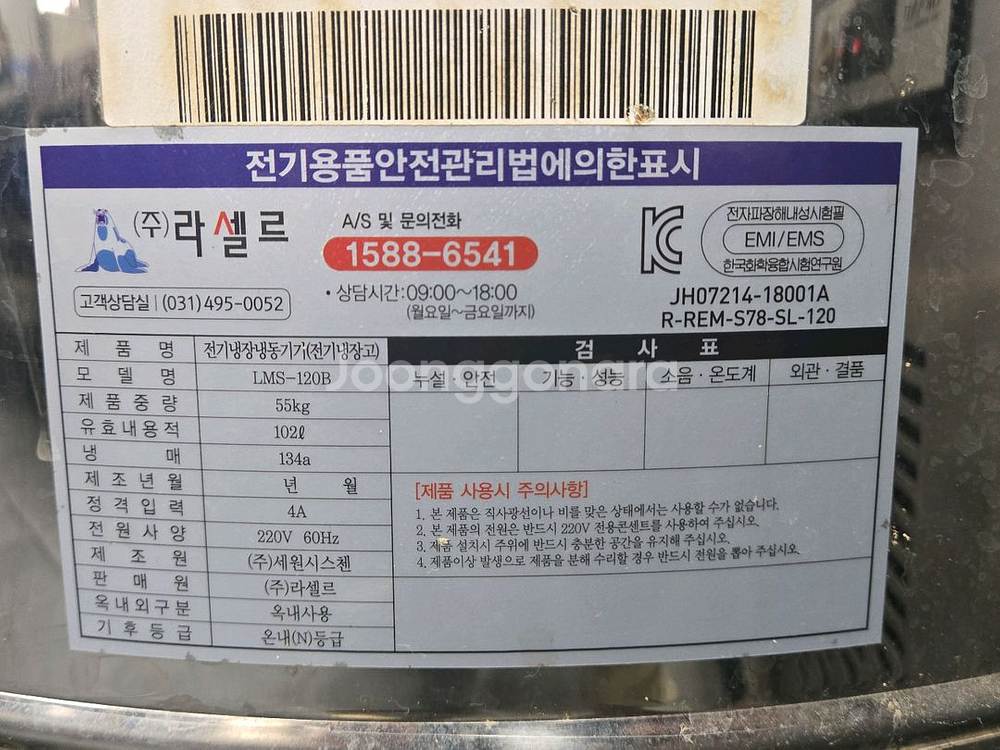 전기용품안전관리법에의한표시
(주)라셀르
A/S 및 문의전화
1588-6541
• 상담시간:09:00~18:00
(월요일~금요일까지)
고객상담실 | (031)495-0052
전자파장해내성시험필
EMI/EMS
한국화학융합시험연구원
JH07214-18001A
R-REM-S78-SL-120
제품명 전기냉장냉동기기(전기냉장고)
모델명 LMS-120B
제품중량 55kg
유효내용적 102ℓ
냉매 134a
제조년월 년 월
정격입력 4A
전원사양 220V 60Hz
제조원 (주)세원시스첸
판매원 (주)라셀르
옥내외구분 옥내사용
기후등급 온내(N)등급
검사표
누설·안전 기능·성능 소음·온도계 외관·결품
[제품 사용시 주의사항]
1. 본 제품은 직사광선이나 비를 맞은 상태에서는 사용할 수가 없습니다.
2. 본 제품의 전원은 반드시 220V 전용콘센트를 사용하여 주십시오.
3. 제품 설치시 주위에 반드시 충분한 공간을 유지해 주십시오.
4. 제품이상 발생으로 제품을 분해 수리할 경우 반드시 전원을 뽑아 주십시오.
Joonggonara